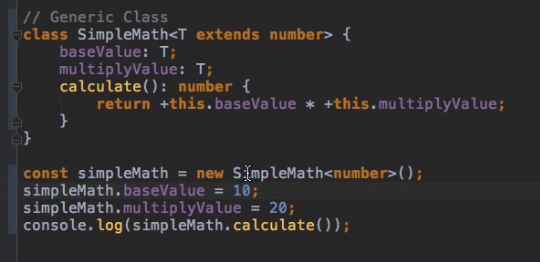 // Generic Class
class SimpleMath<T extends number> {
    baseValue: T;
    multiplyValue: T;
    calculate(): number {
        return +this.baseValue * +this.multiplyValue;
    }
}

const simpleMath = new SimpleMath<number>();
simpleMath.baseValue = 10;
simpleMath.multiplyValue = 20;
console.log(simpleMath.calculate());